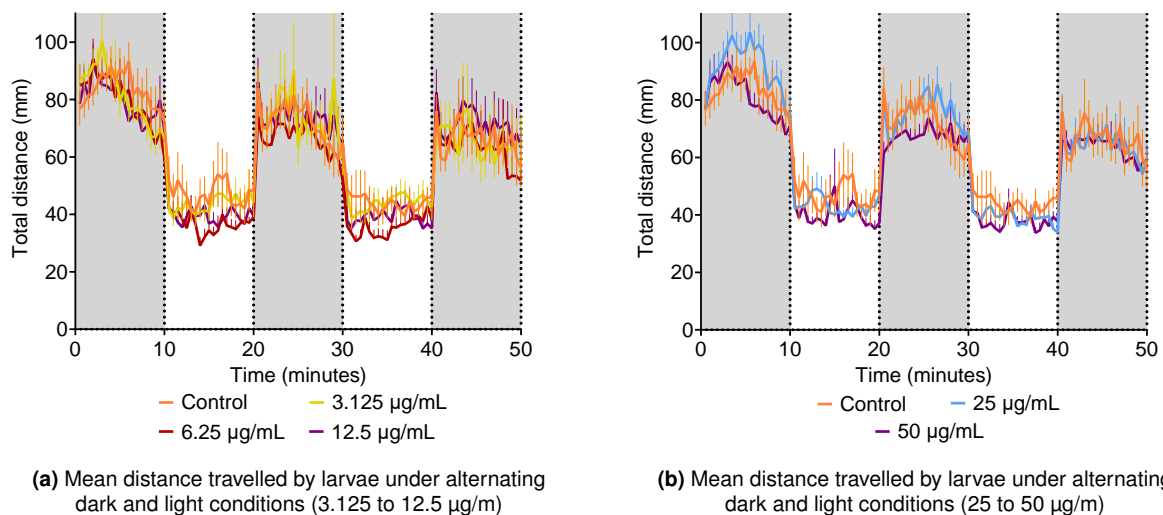 100
80
60
40
20
0
Total distance (mm)
0 10 20 30 40 50
Time (minutes)
Control 3.125 µg/mL
6.25 µg/mL 12.5 µg/mL
(a) Mean distance travelled by larvae under alternating
dark and light conditions (3.125 to 12.5 µg/m)
100
80
60
40
20
0
Total distance (mm)
0 10 20 30 40 50
Time (minutes)
Control 25 µg/mL
50 µg/mL
(b) Mean distance travelled by larvae under alternating
dark and light conditions (25 to 50 µg/m)